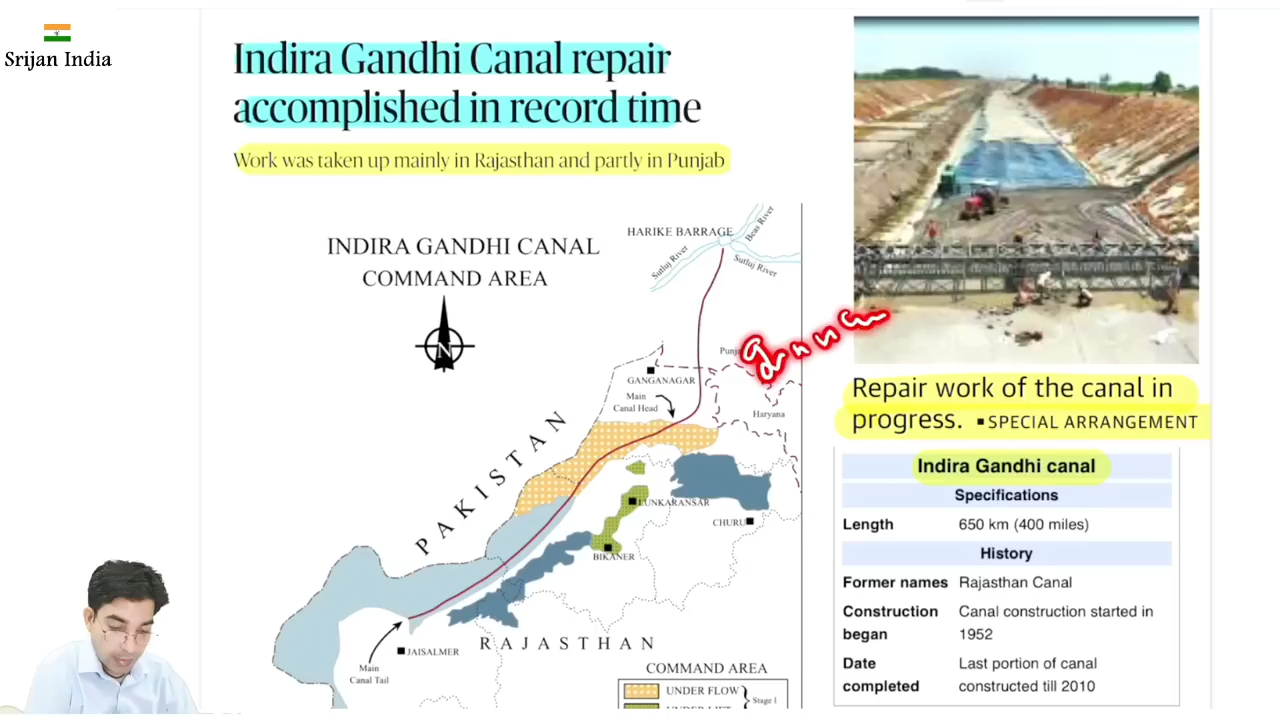 Srijan India
Indira Gandhi Canal repair
accomplished in record time
Work was taken up mainly in Rajasthan and partly in Punjab
INDIRA GANDHI CANAL
COMMAND AREA
N
HARIKE BARRAGE
Beas River
Sutluj River
Sutluj River
GANGANAGAR
Main
Canal Head
Haryana
PAKISTAN
LUNKARANSAR
CHURU
BIKANER
RAJASTHAN
JAISALMER
Main
Canal Tail
COMMAND AREA
UNDER FLOW
Stage I
Repair work of the canal in
progress. ▪ SPECIAL ARRANGEMENT
Indira Gandhi canal
Specifications
Length 650 km (400 miles)
History
Former names Rajasthan Canal
Construction began Canal construction started in
1952
Date completed Last portion of canal
constructed till 2010